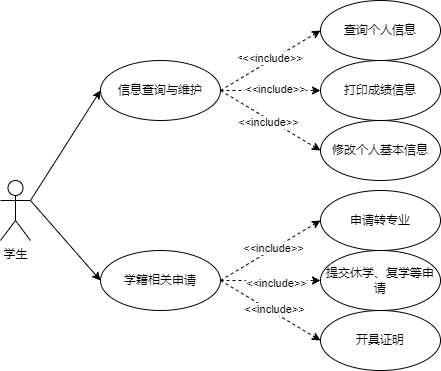 查询个人信息
<<include>>
信息查询与维护
<<include>>
打印成绩信息
<<include>>
修改个人基本信息
学生
申请转专业
<<include>>
学籍相关申请
<<include>>
提交休学、复学等申
请
<<include>>
开具证明